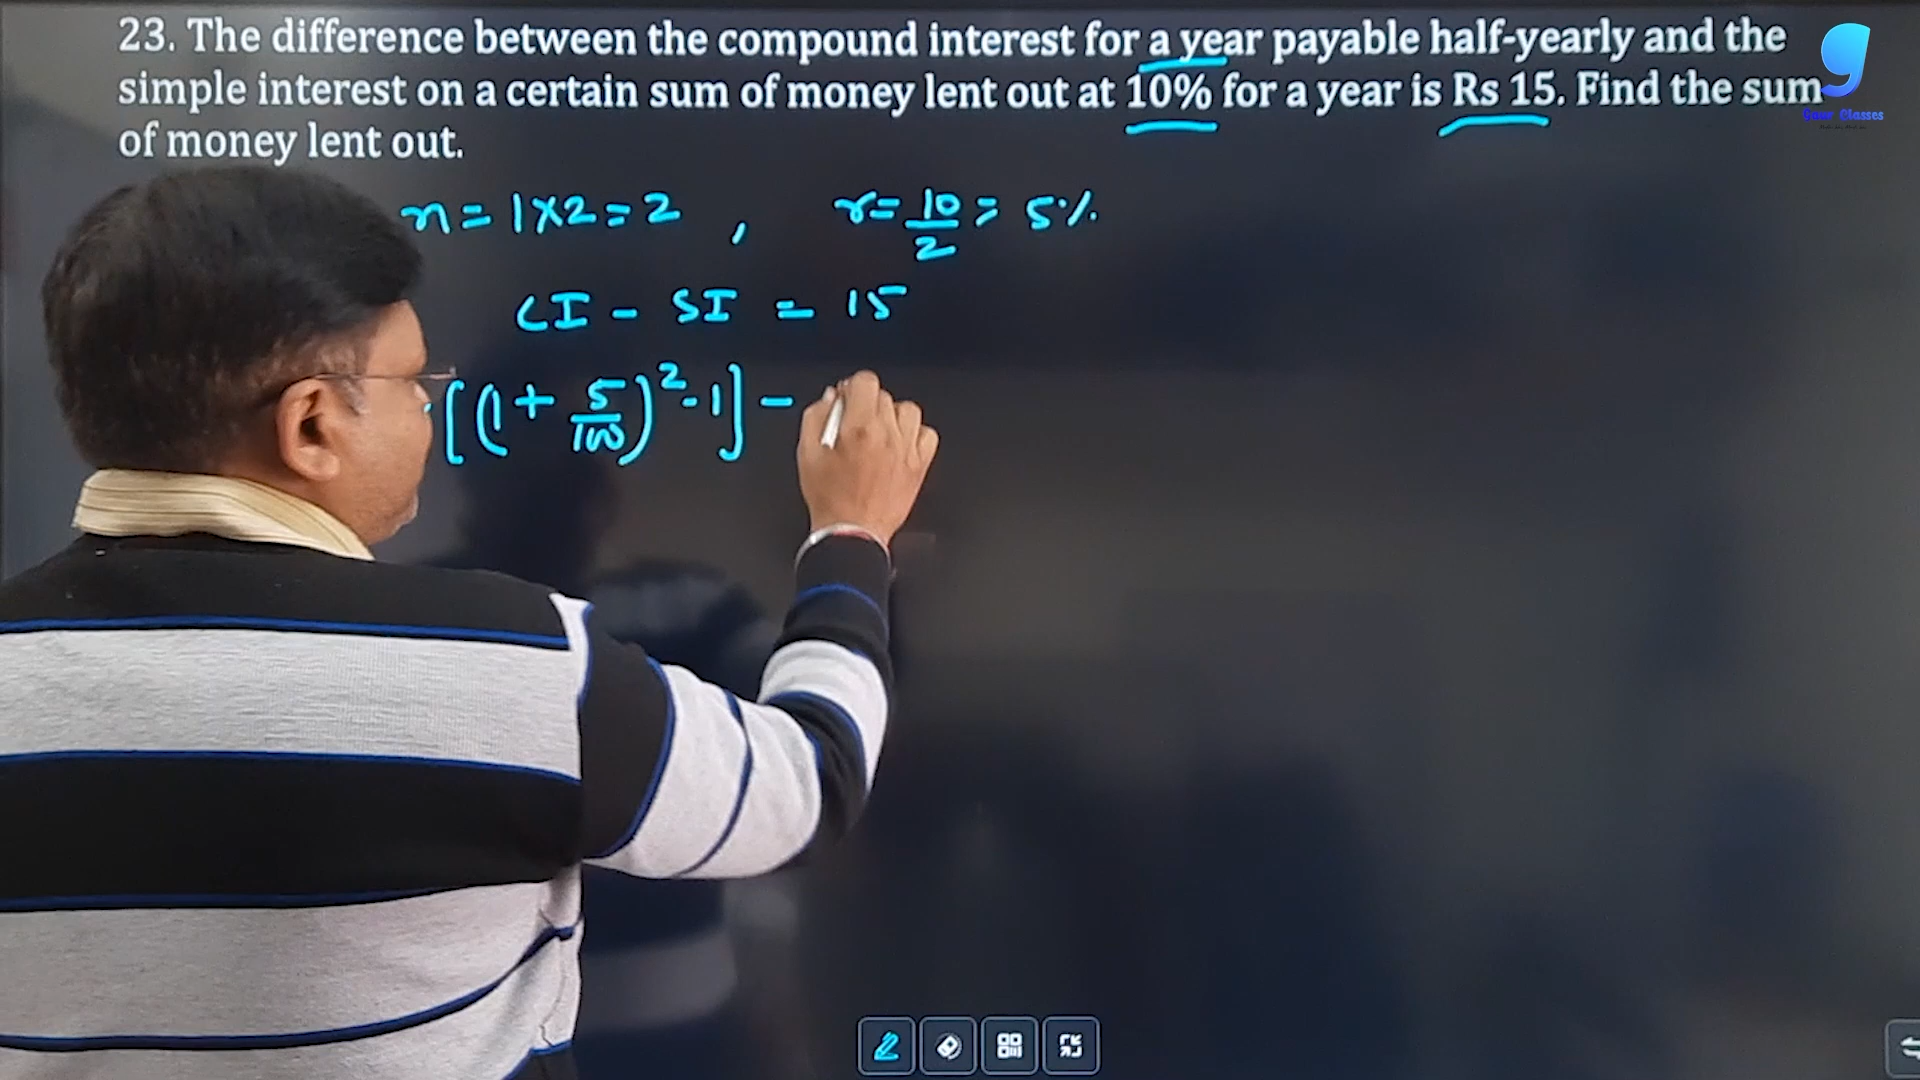 23. The difference between the compound interest for a year payable half-yearly and the
simple interest on a certain sum of money lent out at 10% for a year is Rs 15. Find the sum
of money lent out.
n = 1×2 = 2 , r = 10/2 = 5%
CI - SI = 15
[(1 + 5/100)² - 1] -
Gaur Classes